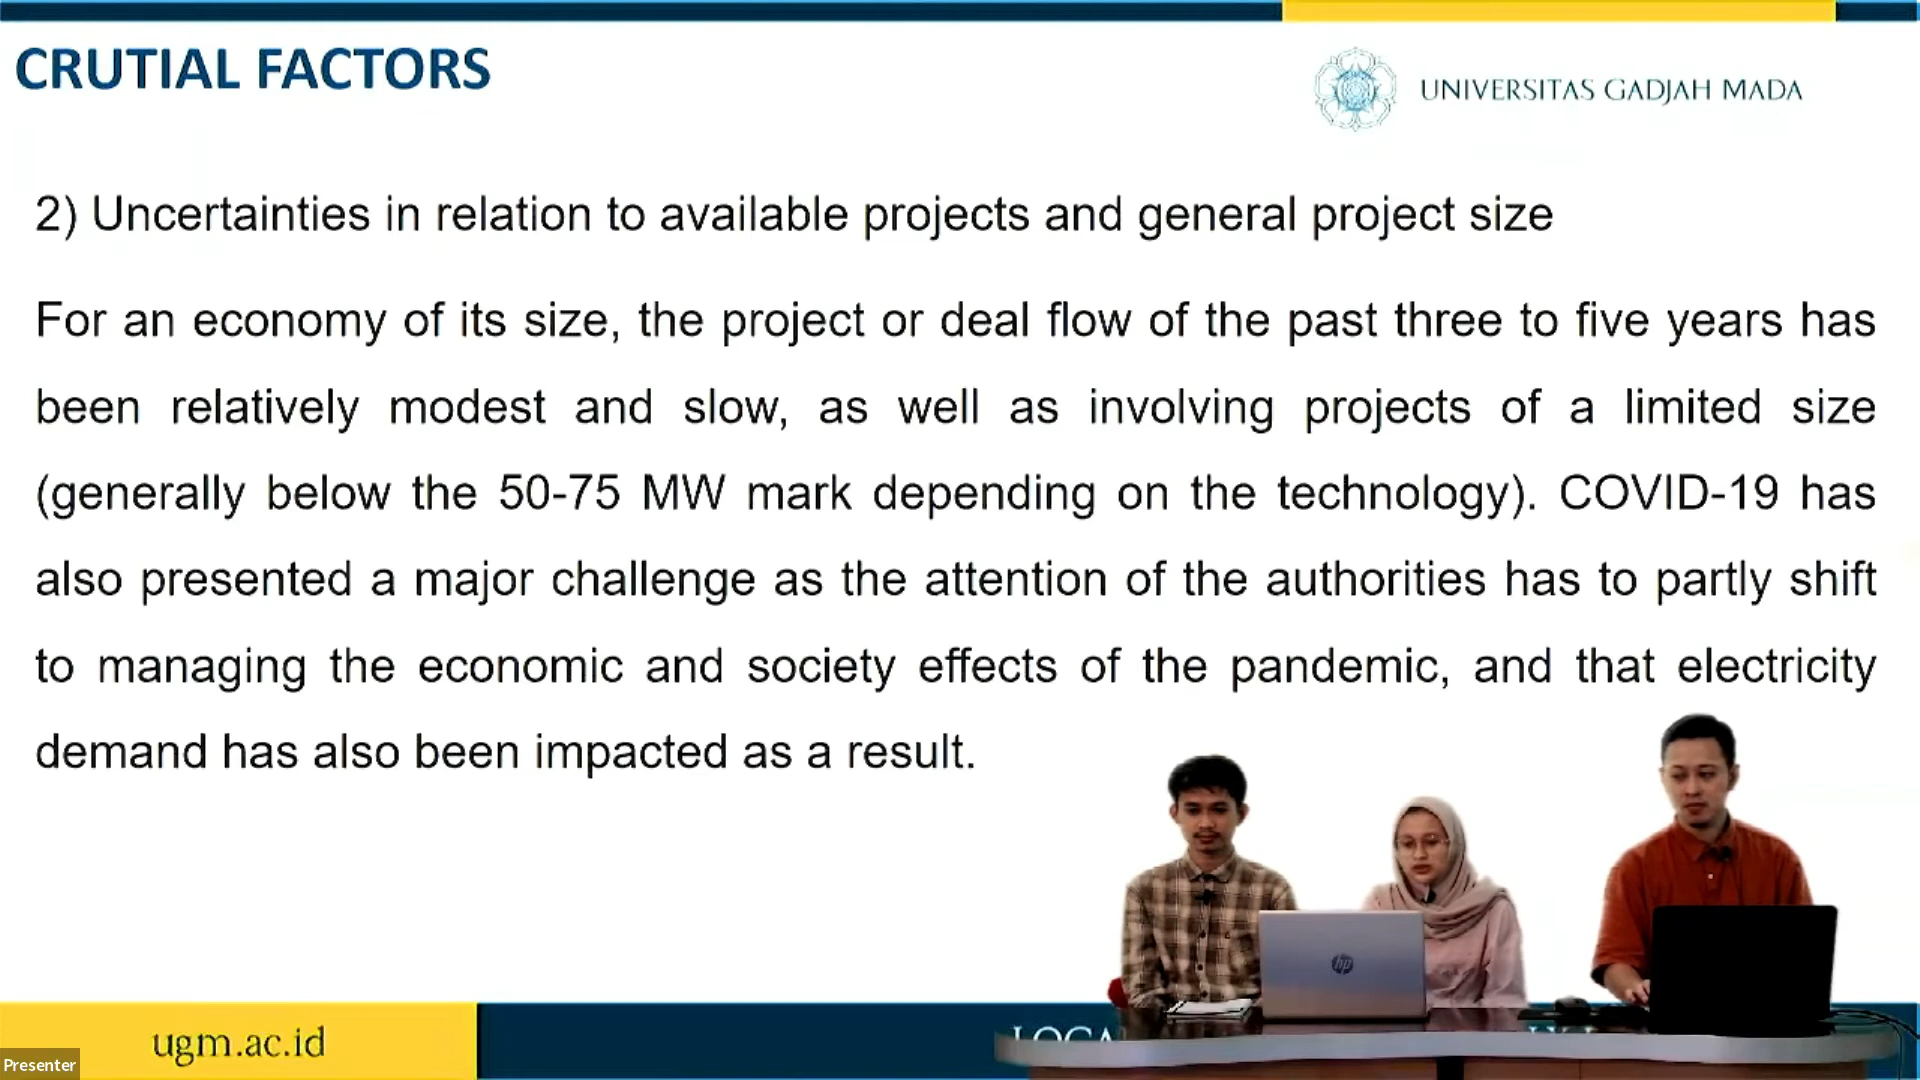 CRUTIAL FACTORS
UNIVERSITAS GADJAH MADA
2) Uncertainties in relation to available projects and general project size
For an economy of its size, the project or deal flow of the past three to five years has
been relatively modest and slow, as well as involving projects of a limited size
(generally below the 50-75 MW mark depending on the technology). COVID-19 has
also presented a major challenge as the attention of the authorities has to partly shift
to managing the economic and society effects of the pandemic, and that electricity
demand has also been impacted as a result.
hp
ugm.ac.id
Presenter